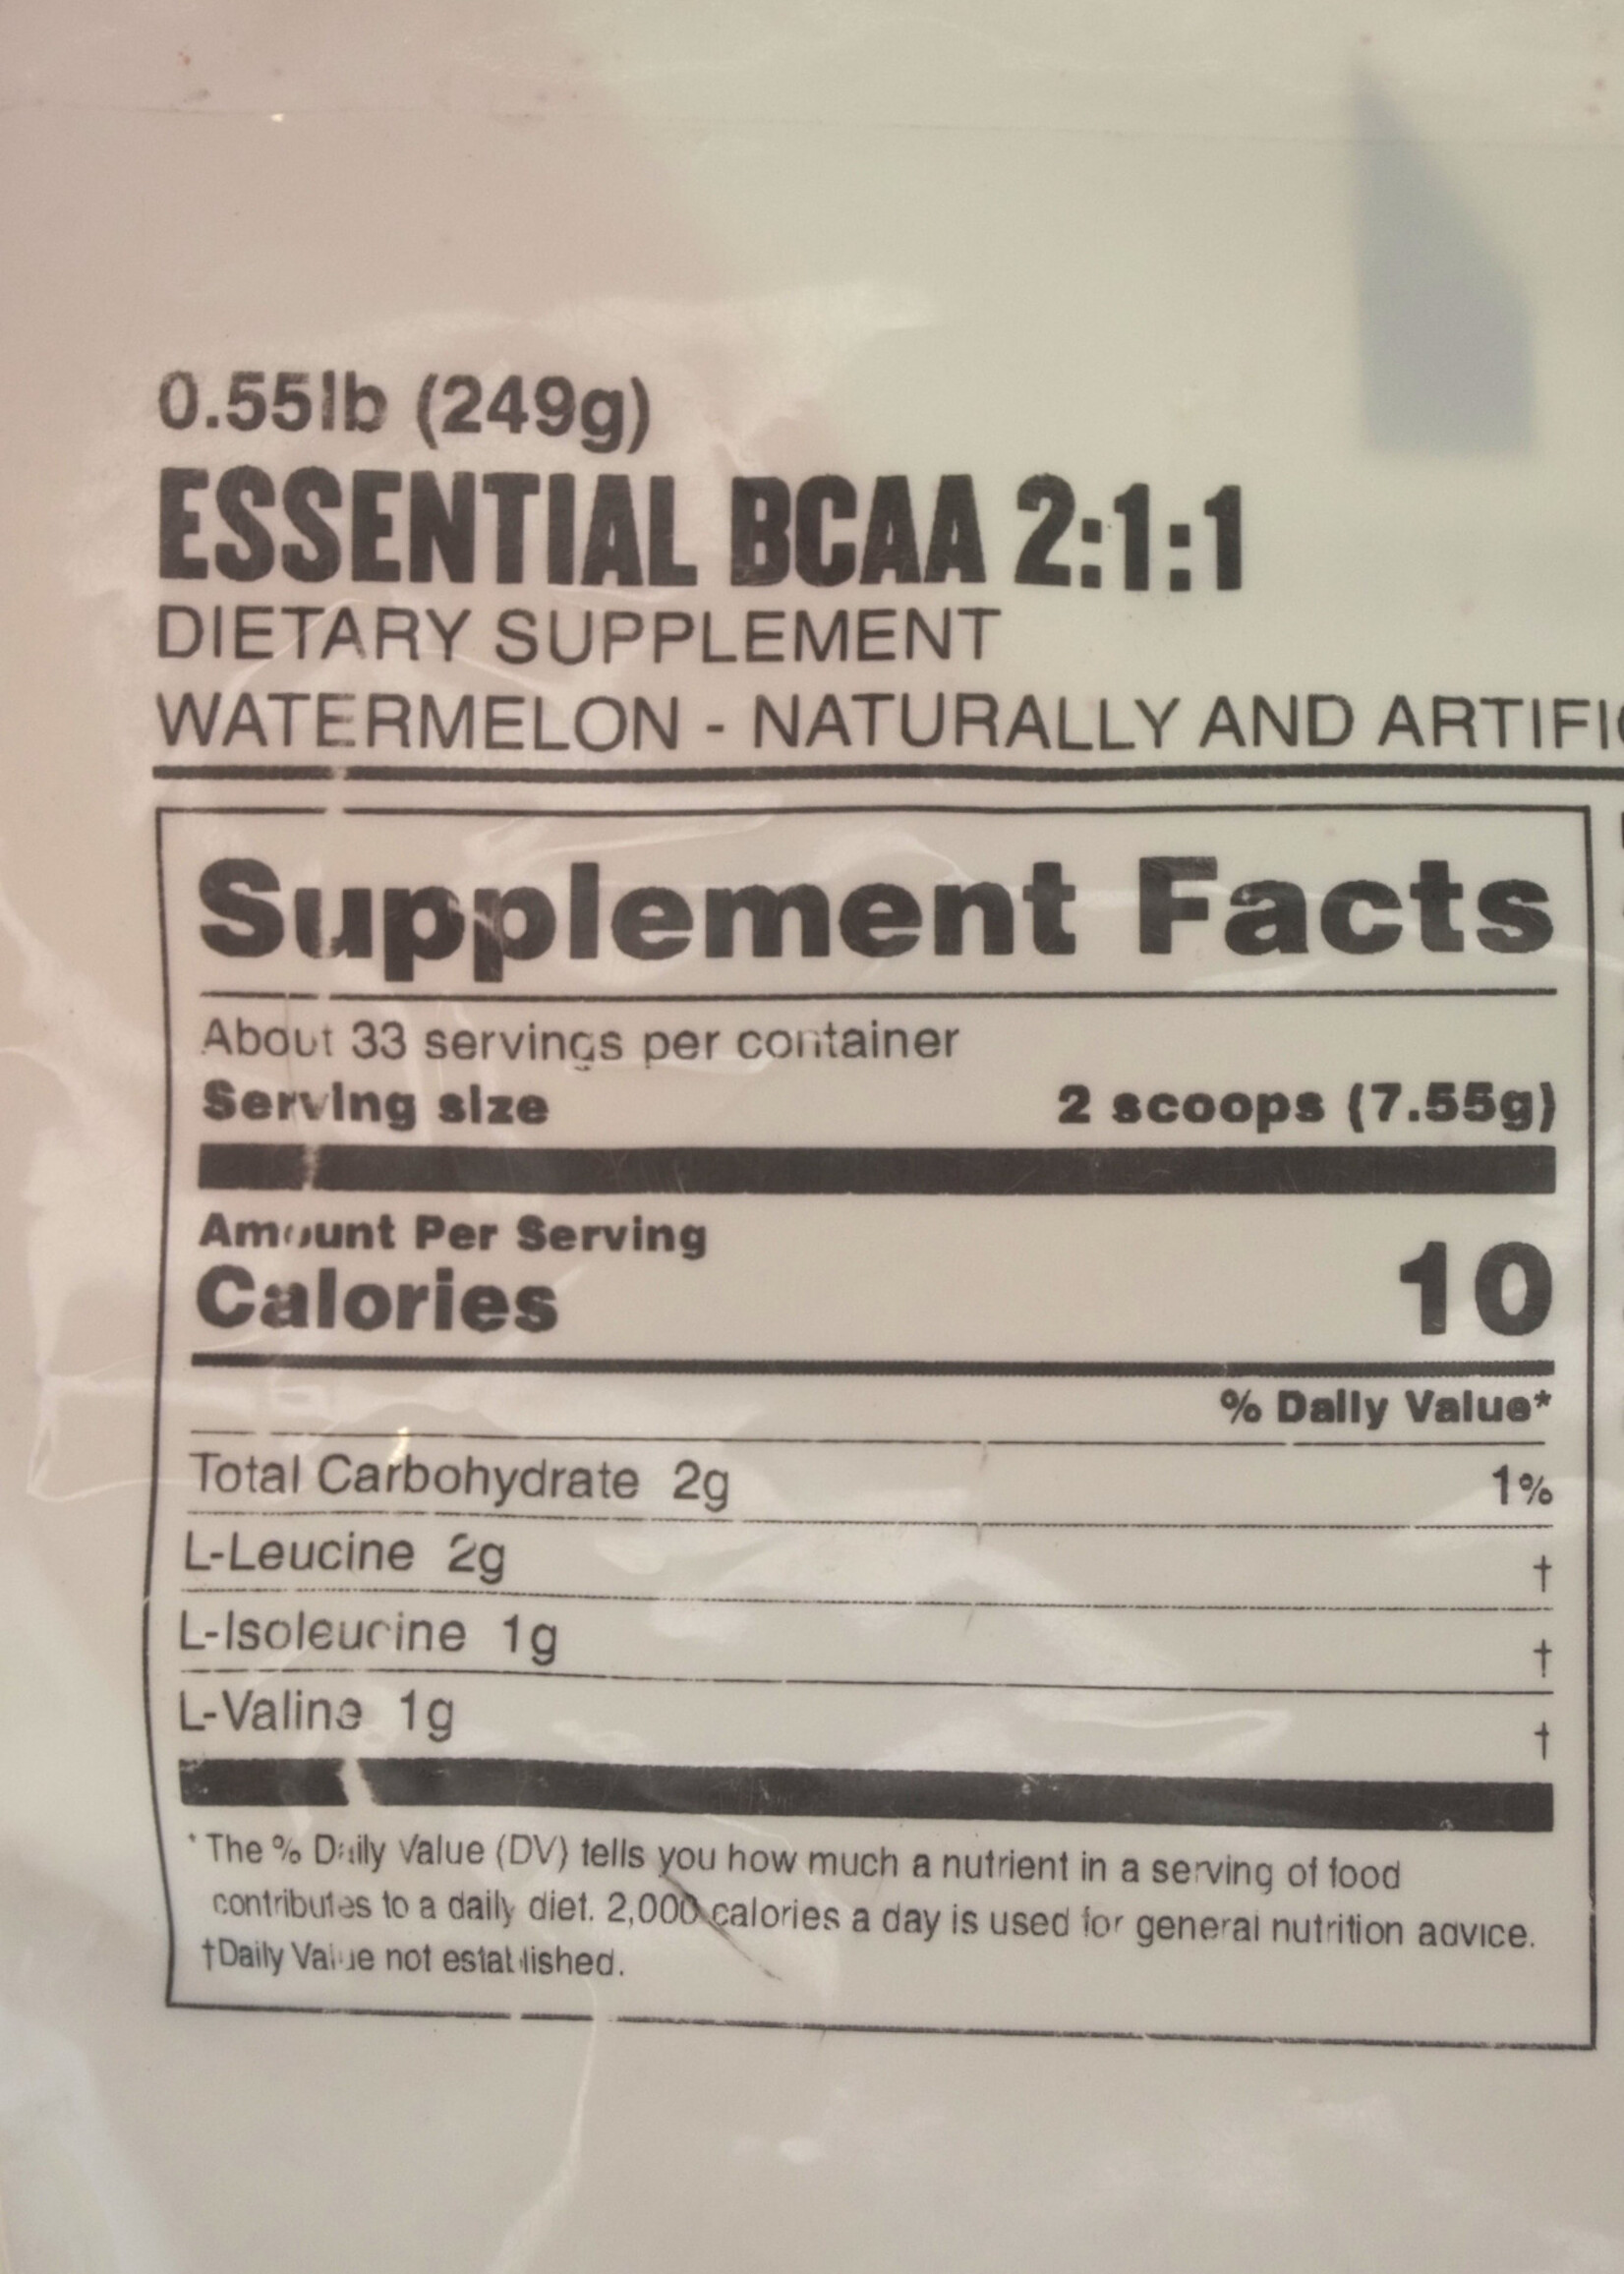 0.55lb (249g)
ESSENTIAL BCAA 2:1:1
DIETARY SUPPLEMENT
WATERMELON - NATURALLY AND ARTIFIC
Supplement Facts
About 33 servings per container
Serving size 2 scoops (7.55g)
Amount Per Serving
Calories 10
% Daily Value*
Total Carbohydrate 2g 1%
L-Leucine 2g †
L-Isoleucine 1g †
L-Valine 1g †
* The % Daily Value (DV) tells you how much a nutrient in a serving of food
contributes to a daily diet. 2,000 calories a day is used for general nutrition advice.
†Daily Value not established.